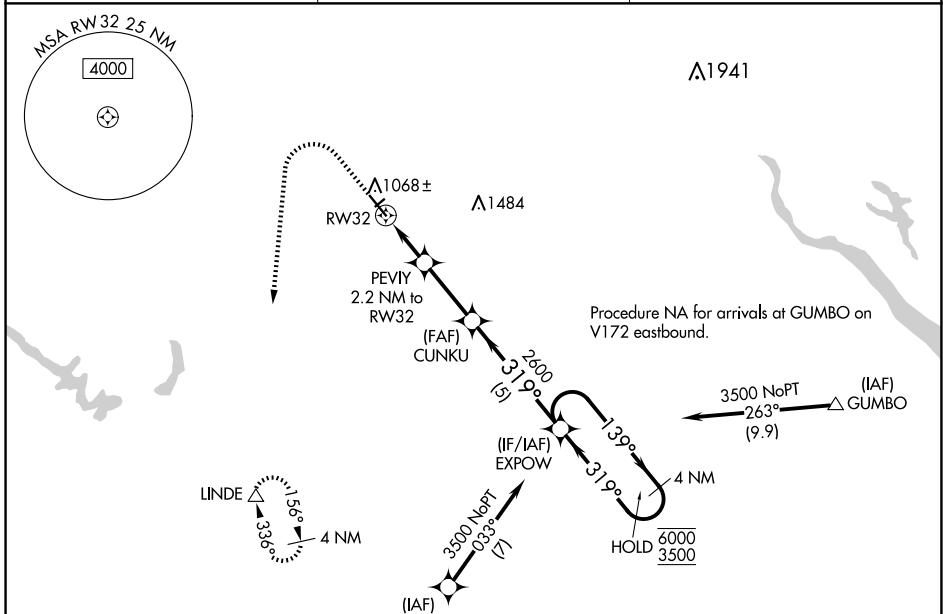 MSA RW32 25 NM
4000
1941
1068 ±
1484
RW32
PEVIY
2.2 NM to
RW32
(FAF)
CUNKU
Procedure NA for arrivals at GUMBO on
V172 eastbound.
2600
319°
(5)
3500 NoPT
263°
(9.9)
(IAF)
GUMBO
(IF/IAF)
EXPOW
139°
319°
4 NM
HOLD
6000
3500
LINDE
156°
336°
4 NM
3500 NoPT
033°
(7)
(IAF)